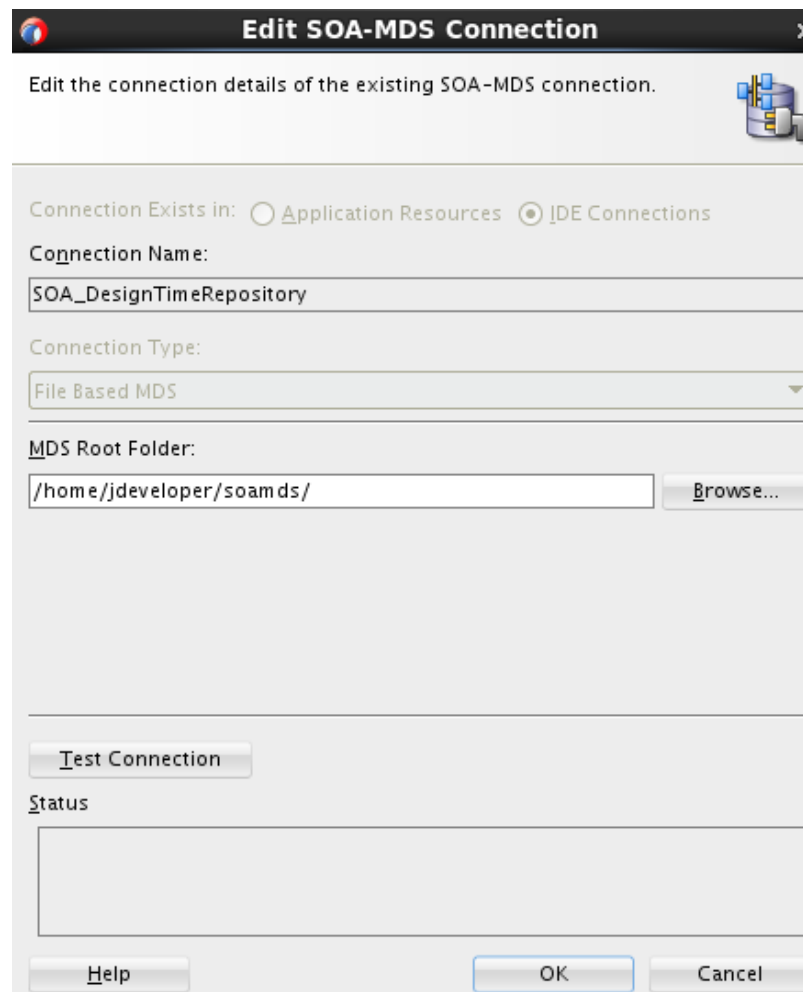 Edit SOA-MDS Connection
Edit the connection details of the existing SOA-MDS connection.
Connection Exists in: Application Resources IDE Connections
Connection Name:
SOA_DesignTimeRepository
Connection Type:
File Based MDS
MDS Root Folder:
/home/jdeveloper/soamds/ Browse...
Test Connection
Status
Help OK Cancel